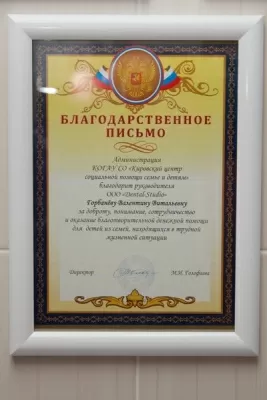 БЛАГОДАРСТВЕННОЕ
ПИСЬМО
Администрация
КОГАУ СО «Кировский центр
социальной помощи семье и детям»
благодарит руководителя
ООО «Dental Studio»
Валентину Витальевну
за доброту, понимание, сотрудничество
и оказание благотворительной денежной помощи
для детей из семей, находящихся в трудной
жизненной ситуации
Директор